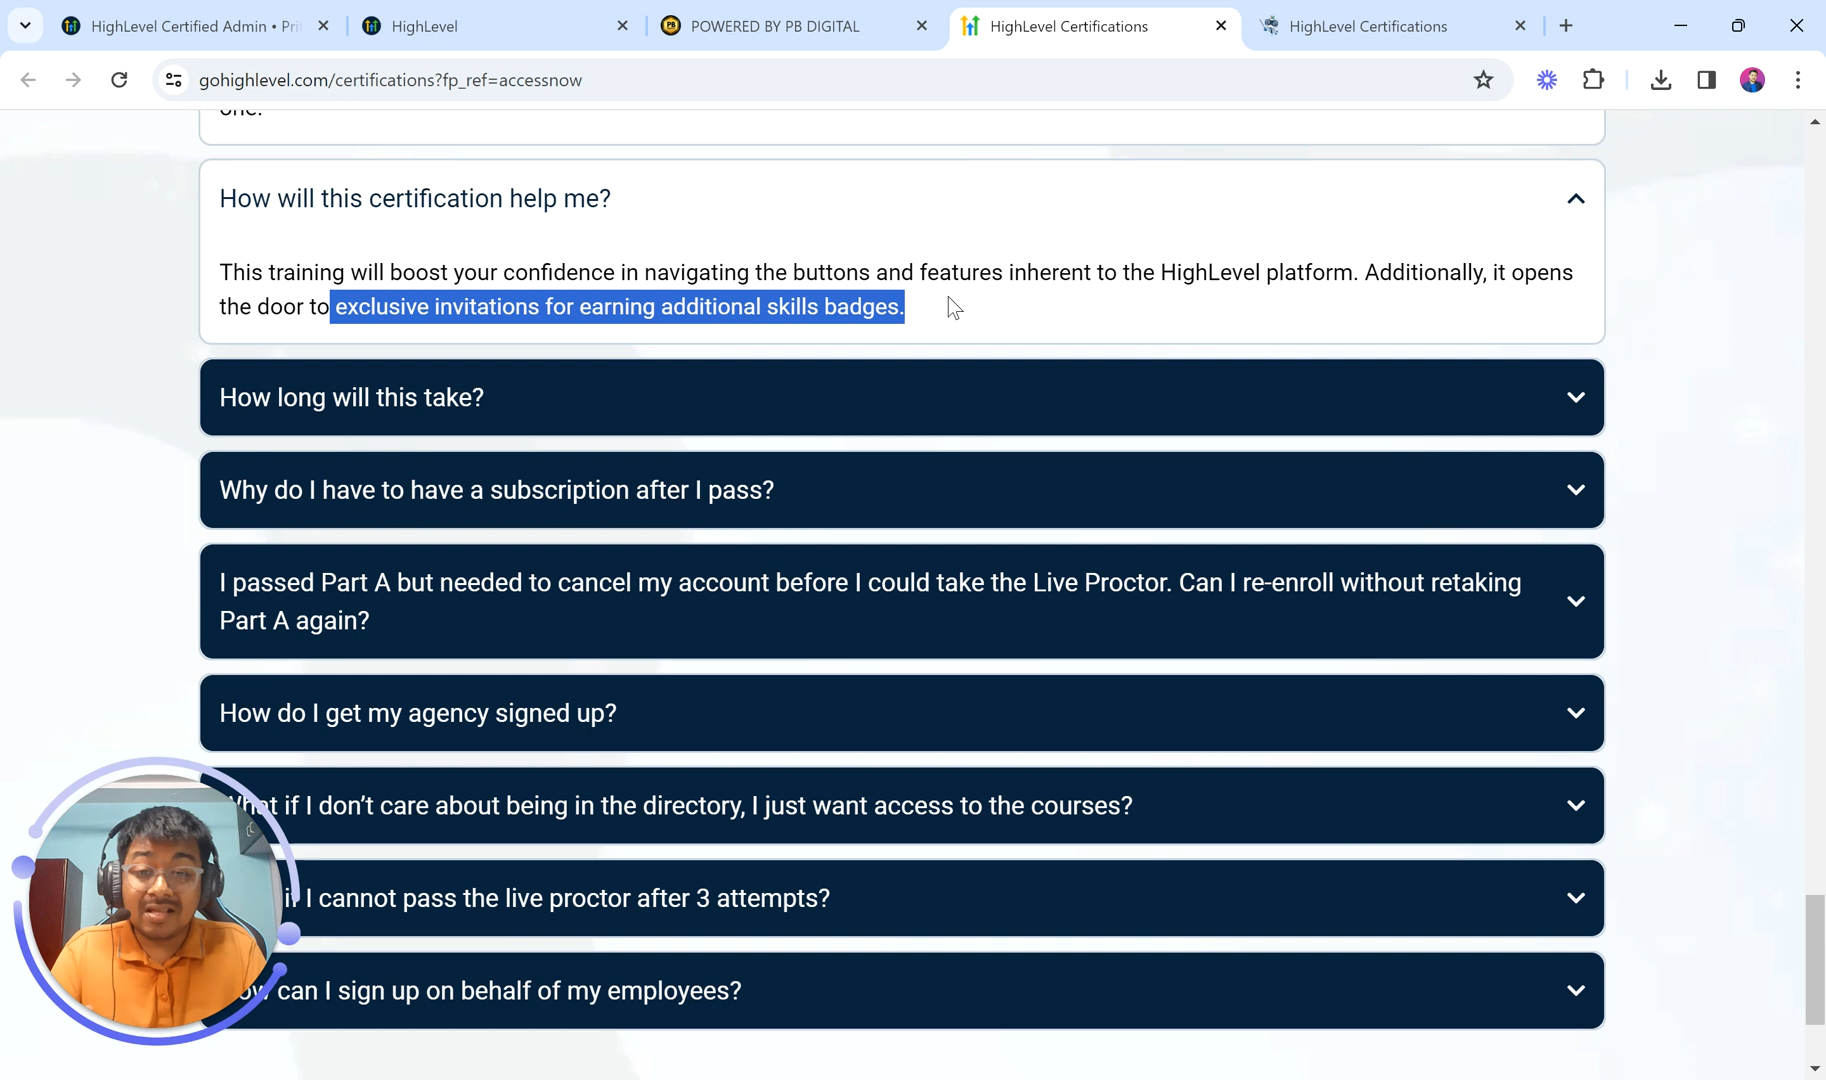 HighLevel Certified Admin • Pri
HighLevel
POWERED BY PB DIGITAL
HighLevel Certifications
HighLevel Certifications
gohighlevel.com/certifications?fp_ref=accessnow
one.
How will this certification help me?
This training will boost your confidence in navigating the buttons and features inherent to the HighLevel platform. Additionally, it opens
the door to exclusive invitations for earning additional skills badges.
How long will this take?
Why do I have to have a subscription after I pass?
I passed Part A but needed to cancel my account before I could take the Live Proctor. Can I re-enroll without retaking
Part A again?
How do I get my agency signed up?
What if I don’t care about being in the directory, I just want access to the courses?
if I cannot pass the live proctor after 3 attempts?
How can I sign up on behalf of my employees?